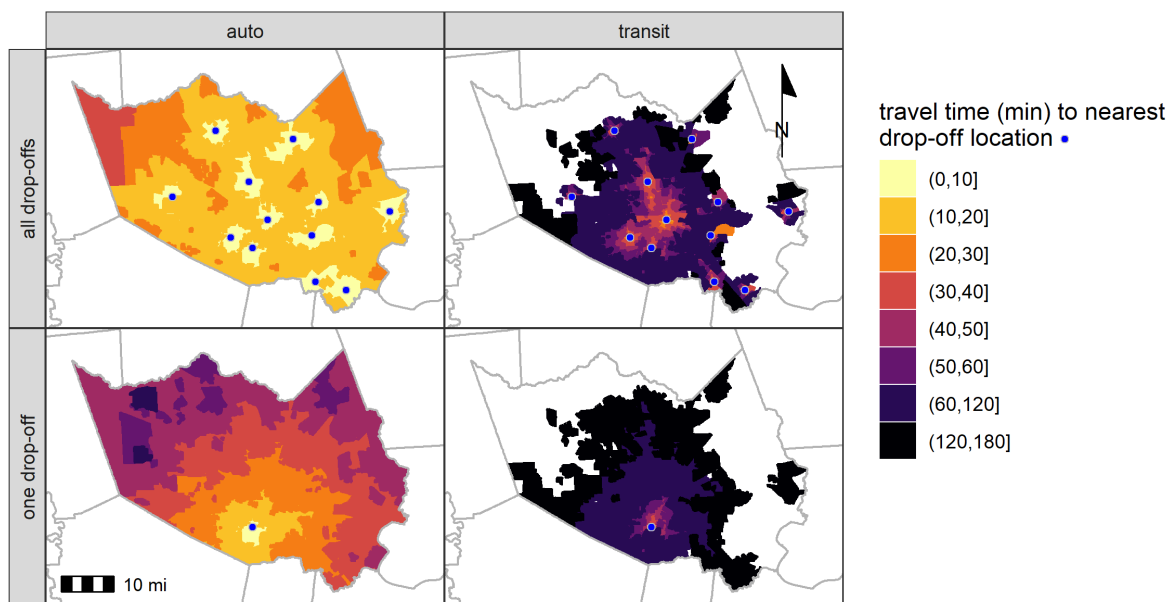 auto
transit
all drop-offs
one drop-off
N
10 mi
travel time (min) to nearest
drop-off location
(0,10]
(10,20]
(20,30]
(30,40]
(40,50]
(50,60]
(60,120]
(120,180]